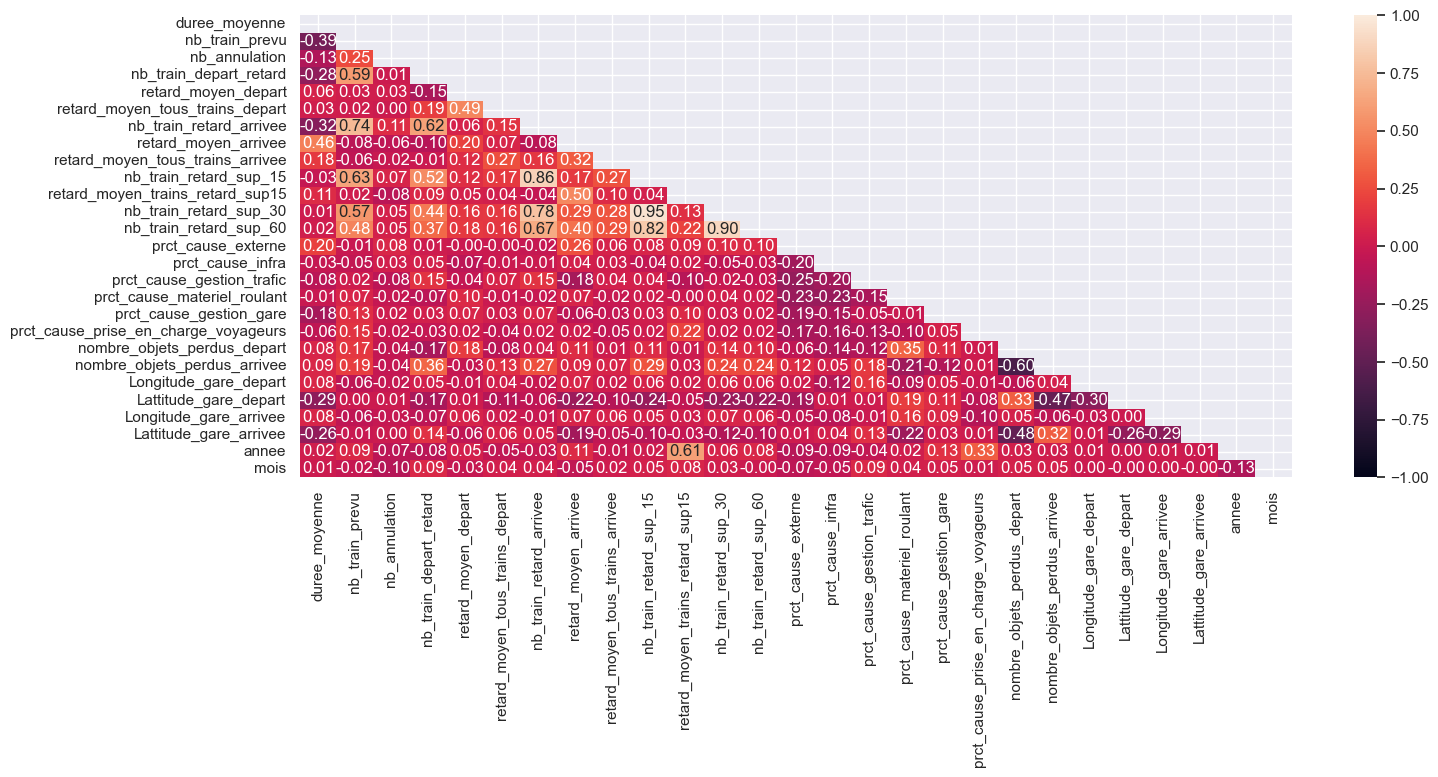 duree_moyenne
nb_train_prevu -0.39
nb_annulation -0.13 0.25
nb_train_depart_retard -0.28 0.59 0.01
retard_moyen_depart 0.06 0.03 0.03 -0.15
retard_moyen_tous_trains_depart 0.03 0.02 0.00 0.19 0.49
nb_train_retard_arrivee -0.32 0.74 0.11 0.62 0.06 0.15
retard_moyen_arrivee 0.46 -0.08 -0.06 -0.10 0.20 0.07 -0.08
retard_moyen_tous_trains_arrivee 0.18 -0.06 -0.02 -0.01 0.12 0.27 0.16 0.32
nb_train_retard_sup_15 -0.03 0.63 0.07 0.52 0.12 0.17 0.86 0.17 0.27
retard_moyen_trains_retard_sup15 0.11 0.02 -0.08 0.09 0.05 -0.04 -0.04 0.50 0.10 0.04
nb_train_retard_sup_30 0.01 0.57 0.05 0.44 0.16 0.16 0.78 0.29 0.28 0.95 0.13
nb_train_retard_sup_60 0.02 0.48 0.05 0.37 0.18 0.16 0.67 0.40 0.29 0.82 0.22 0.90
prct_cause_externe 0.20 -0.01 0.08 0.01 -0.00 -0.00 -0.02 0.26 0.06 0.08 0.09 0.10 0.10
prct_cause_infra -0.03 -0.05 0.03 0.05 -0.07 -0.01 -0.01 0.04 0.03 -0.04 0.02 -0.05 -0.03 -0.20
prct_cause_gestion_trafic -0.08 0.02 -0.08 0.15 -0.04 0.07 0.15 -0.18 0.04 0.04 -0.10 -0.02 -0.03 -0.25 -0.20
prct_cause_materiel_roulant -0.01 0.07 -0.02 -0.07 0.10 -0.01 -0.02 0.07 -0.02 0.02 -0.00 0.04 0.02 -0.23 -0.23 -0.15
prct_cause_gestion_gare -0.18 0.13 0.02 0.03 0.07 0.03 0.07 -0.06 -0.03 0.03 0.10 0.03 0.02 -0.19 -0.15 -0.05 -0.01
prct_cause_prise_en_charge_voyageurs -0.06 0.15 -0.02 -0.03 0.02 -0.04 0.02 0.02 -0.05 0.02 0.22 0.02 0.02 -0.17 -0.16 -0.13 -0.10 0.05
nombre_objets_perdus_depart 0.08 0.17 -0.04 -0.17 0.18 -0.08 0.04 0.11 0.01 0.11 0.01 0.14 0.10 -0.06 -0.14 -0.12 0.35 0.11 0.01
nombre_objets_perdus_arrivee 0.09 0.19 -0.04 0.36 -0.03 0.13 0.27 0.09 0.07 0.29 0.03 0.24 0.24 0.12 0.05 0.18 -0.21 -0.12 0.01 -0.60
Longitude_gare_depart 0.08 -0.06 -0.02 0.05 -0.01 0.04 -0.02 0.07 0.02 0.06 0.02 0.06 0.06 0.02 -0.12 0.16 -0.09 0.05 -0.01 -0.06 0.04
Lattitude_gare_depart -0.29 0.00 0.01 -0.17 0.01 -0.11 -0.06 -0.22 -0.10 -0.24 -0.05 -0.23 -0.22 -0.19 0.01 0.01 0.19 0.11 -0.08 0.33 -0.47 -0.30
Longitude_gare_arrivee 0.08 -0.06 -0.03 -0.07 0.06 0.02 -0.01 0.07 0.04 0.05 0.03 0.07 0.06 -0.05 -0.08 -0.01 0.16 0.09 -0.10 0.05 -0.06 -0.03 0.00
Lattitude_gare_arrivee -0.26 -0.01 0.00 0.14 -0.06 0.06 0.05 -0.19 -0.05 -0.10 -0.03 -0.12 -0.10 0.01 0.04 0.13 -0.22 0.03 0.01 -0.48 0.32 0.01 -0.26 -0.29
annee 0.02 0.09 -0.07 -0.08 0.05 -0.05 -0.05 0.11 -0.01 0.02 0.61 0.06 0.08 -0.09 -0.09 -0.04 0.02 0.13 0.33 0.03 0.03 0.01 0.01 0.01 0.01
mois 0.01 -0.02 -0.10 0.09 -0.03 0.04 0.04 -0.05 0.01 0.05 0.08 0.03 -0.00 -0.07 -0.05 0.09 0.04 0.05 0.01 0.05 0.05 0.00 -0.00 -0.00 0.00 -0.13
duree_moyenne
nb_train_prevu
nb_annulation
nb_train_depart_retard
retard_moyen_depart
retard_moyen_tous_trains_depart
nb_train_retard_arrivee
retard_moyen_arrivee
retard_moyen_tous_trains_arrivee
nb_train_retard_sup_15
retard_moyen_trains_retard_sup15
nb_train_retard_sup_30
nb_train_retard_sup_60
prct_cause_externe
prct_cause_infra
prct_cause_gestion_trafic
prct_cause_materiel_roulant
prct_cause_gestion_gare
prct_cause_prise_en_charge_voyageurs
nombre_objets_perdus_depart
nombre_objets_perdus_arrivee
Longitude_gare_depart
Lattitude_gare_depart
Longitude_gare_arrivee
Lattitude_gare_arrivee
annee
mois
1.00
0.75
0.50
0.25
0.00
−0.25
−0.50
−0.75
−1.00